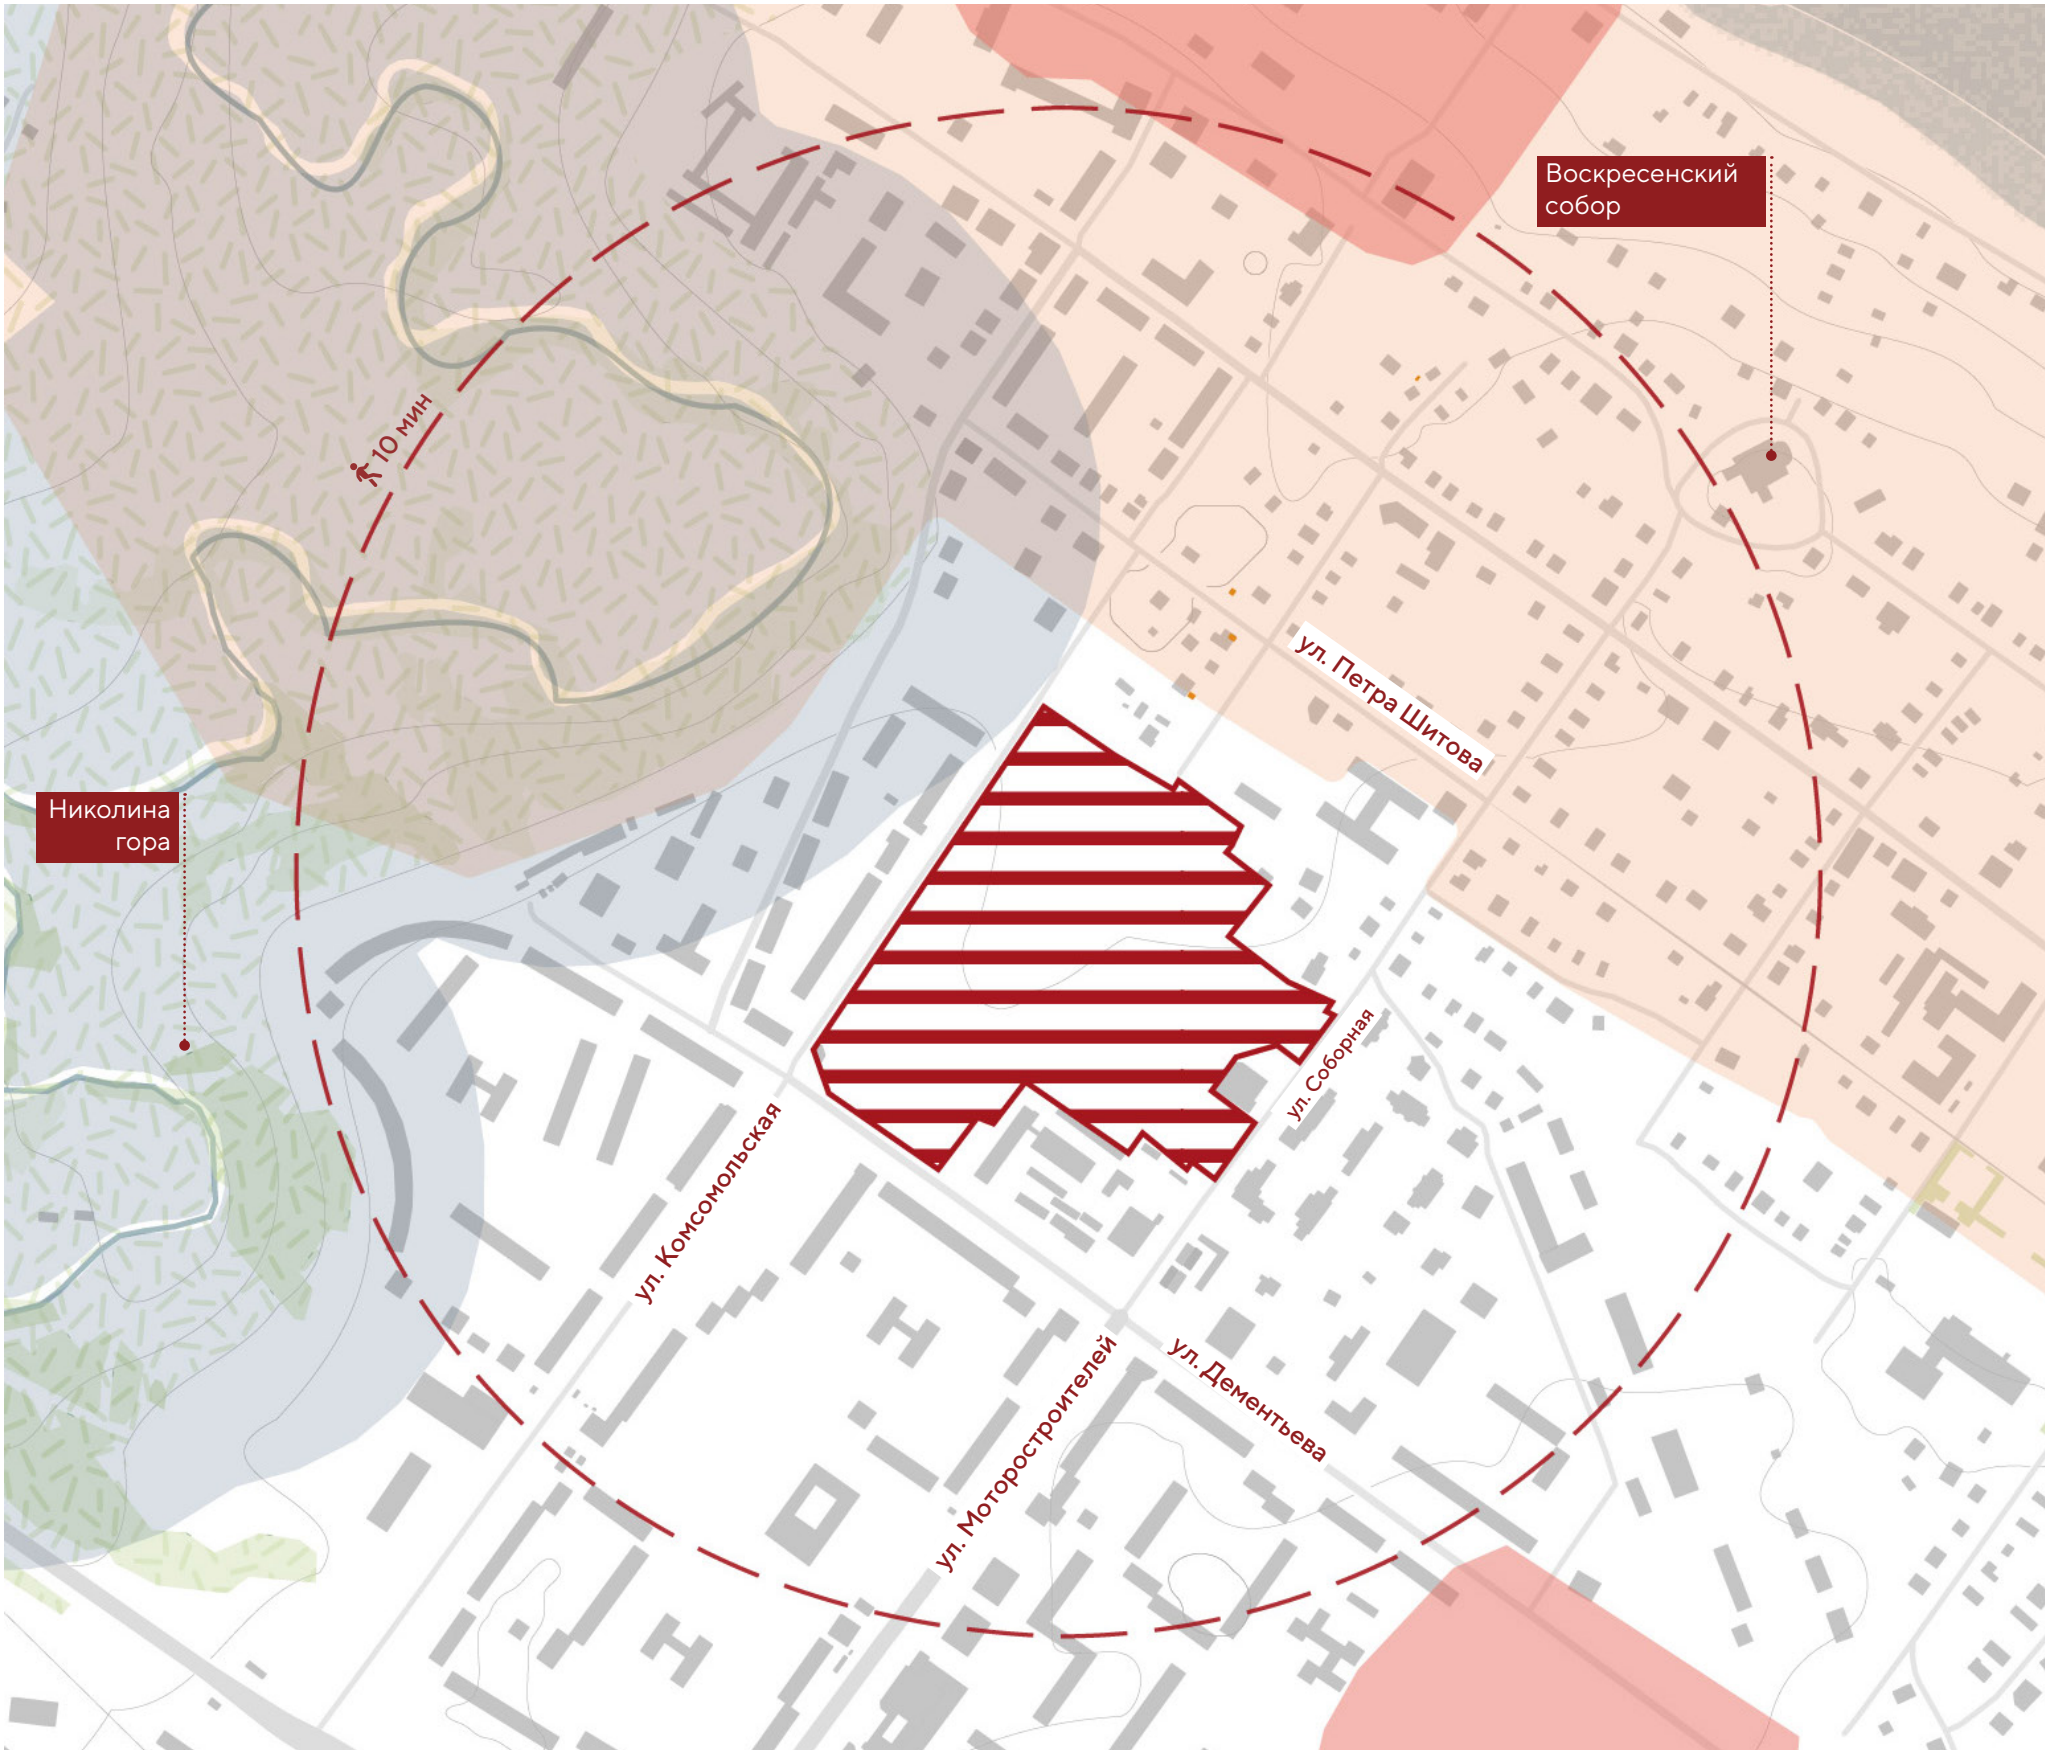 Воскресенский
собор
10 мин
ул. Петра Шитова
Николина
гора
ул. Соборная
ул. Комсомольская
ул. Моторостроителей
ул. Дементьева